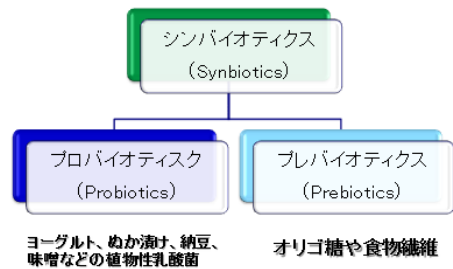 シンバイオティクス
(Synbiotics)
プロバイオティスク
(Probiotics)
プレバイオティクス
(Prebiotics)
ヨーグルト、ぬか漬け、納豆、
味噌などの植物性乳酸菌
オリゴ糖や食物繊維